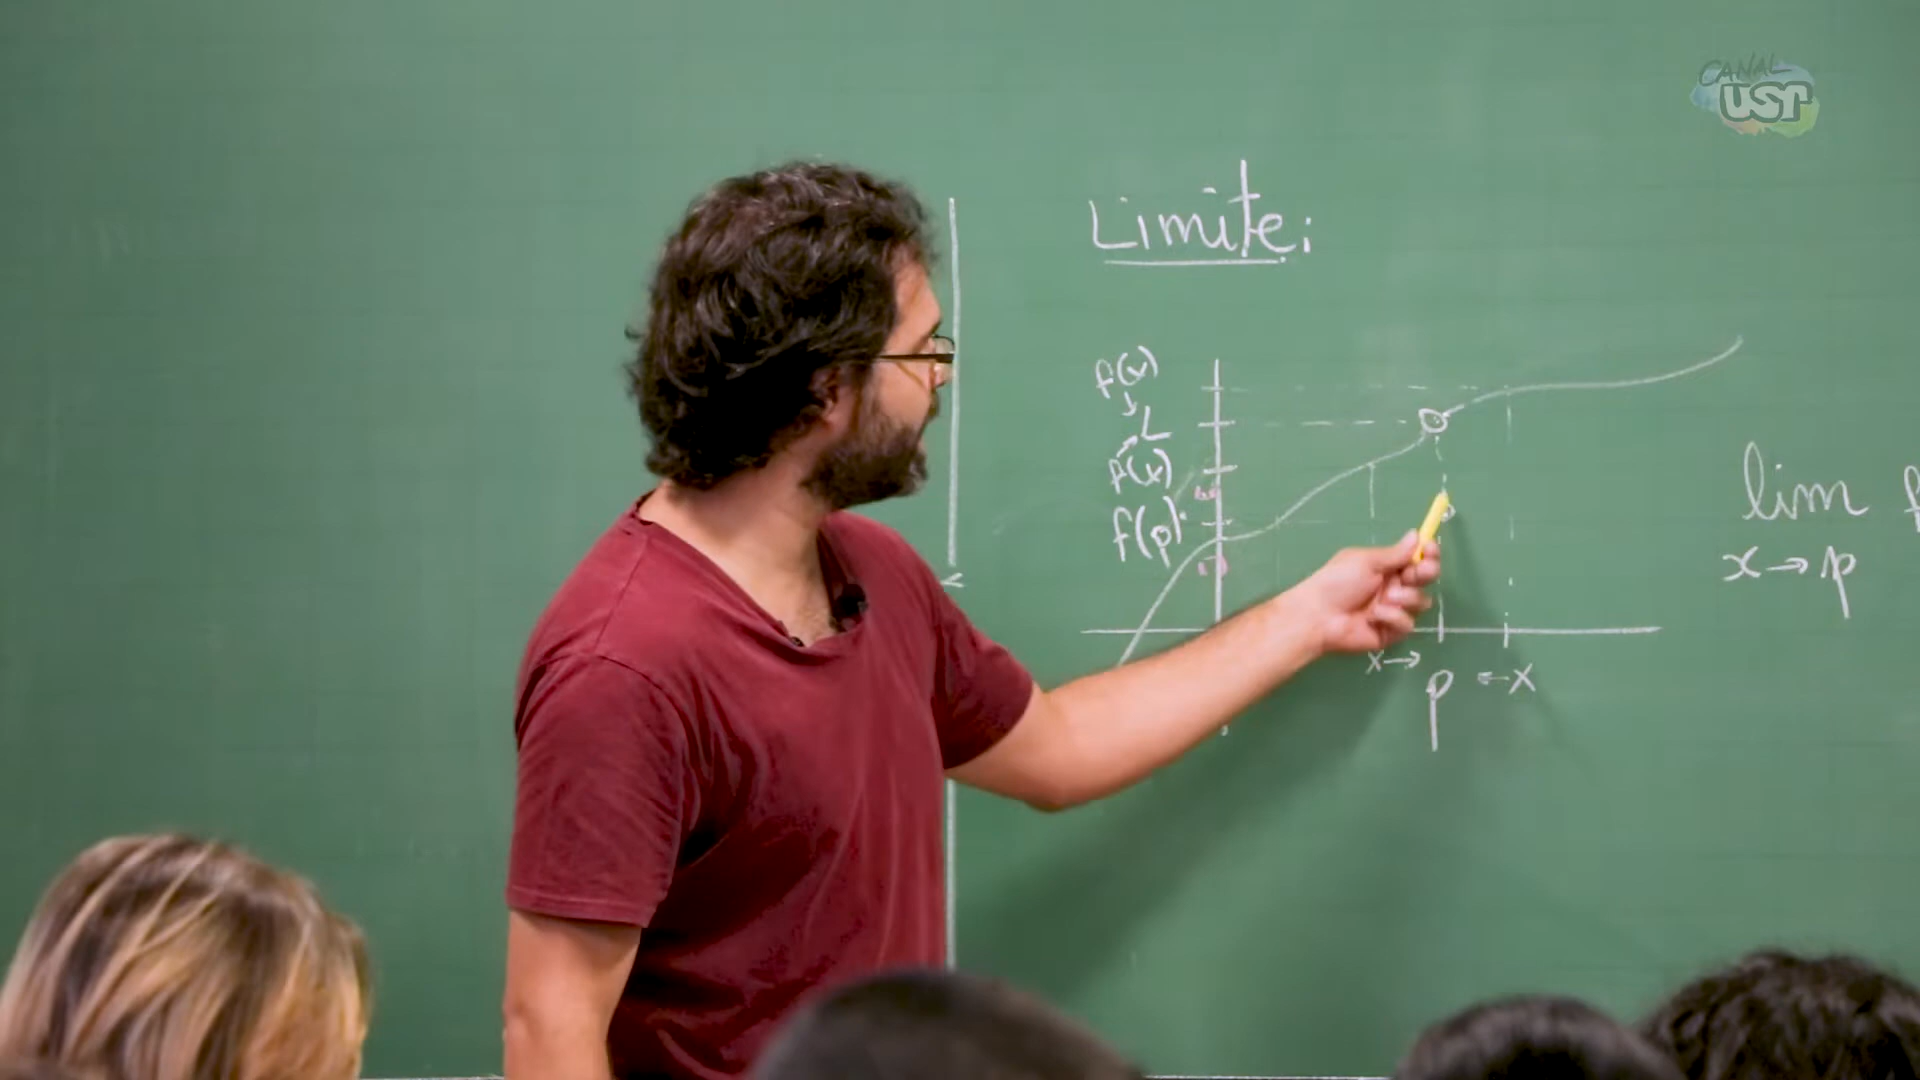 CANAL
USP
Limite:
f(x)
↓
L
↗
f(x)
f(p)
x→
p
←x
lim f
x→p